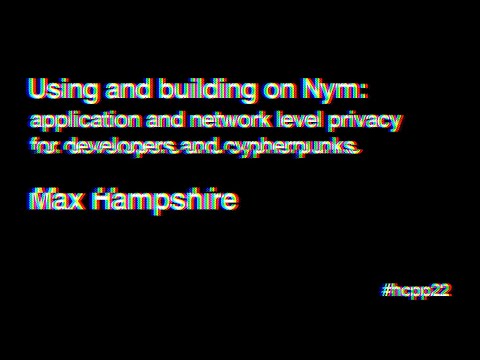 Using and building on Nym:
application and network level privacy
for developers and cypherpunks
Max Hampshire
#hcpp22